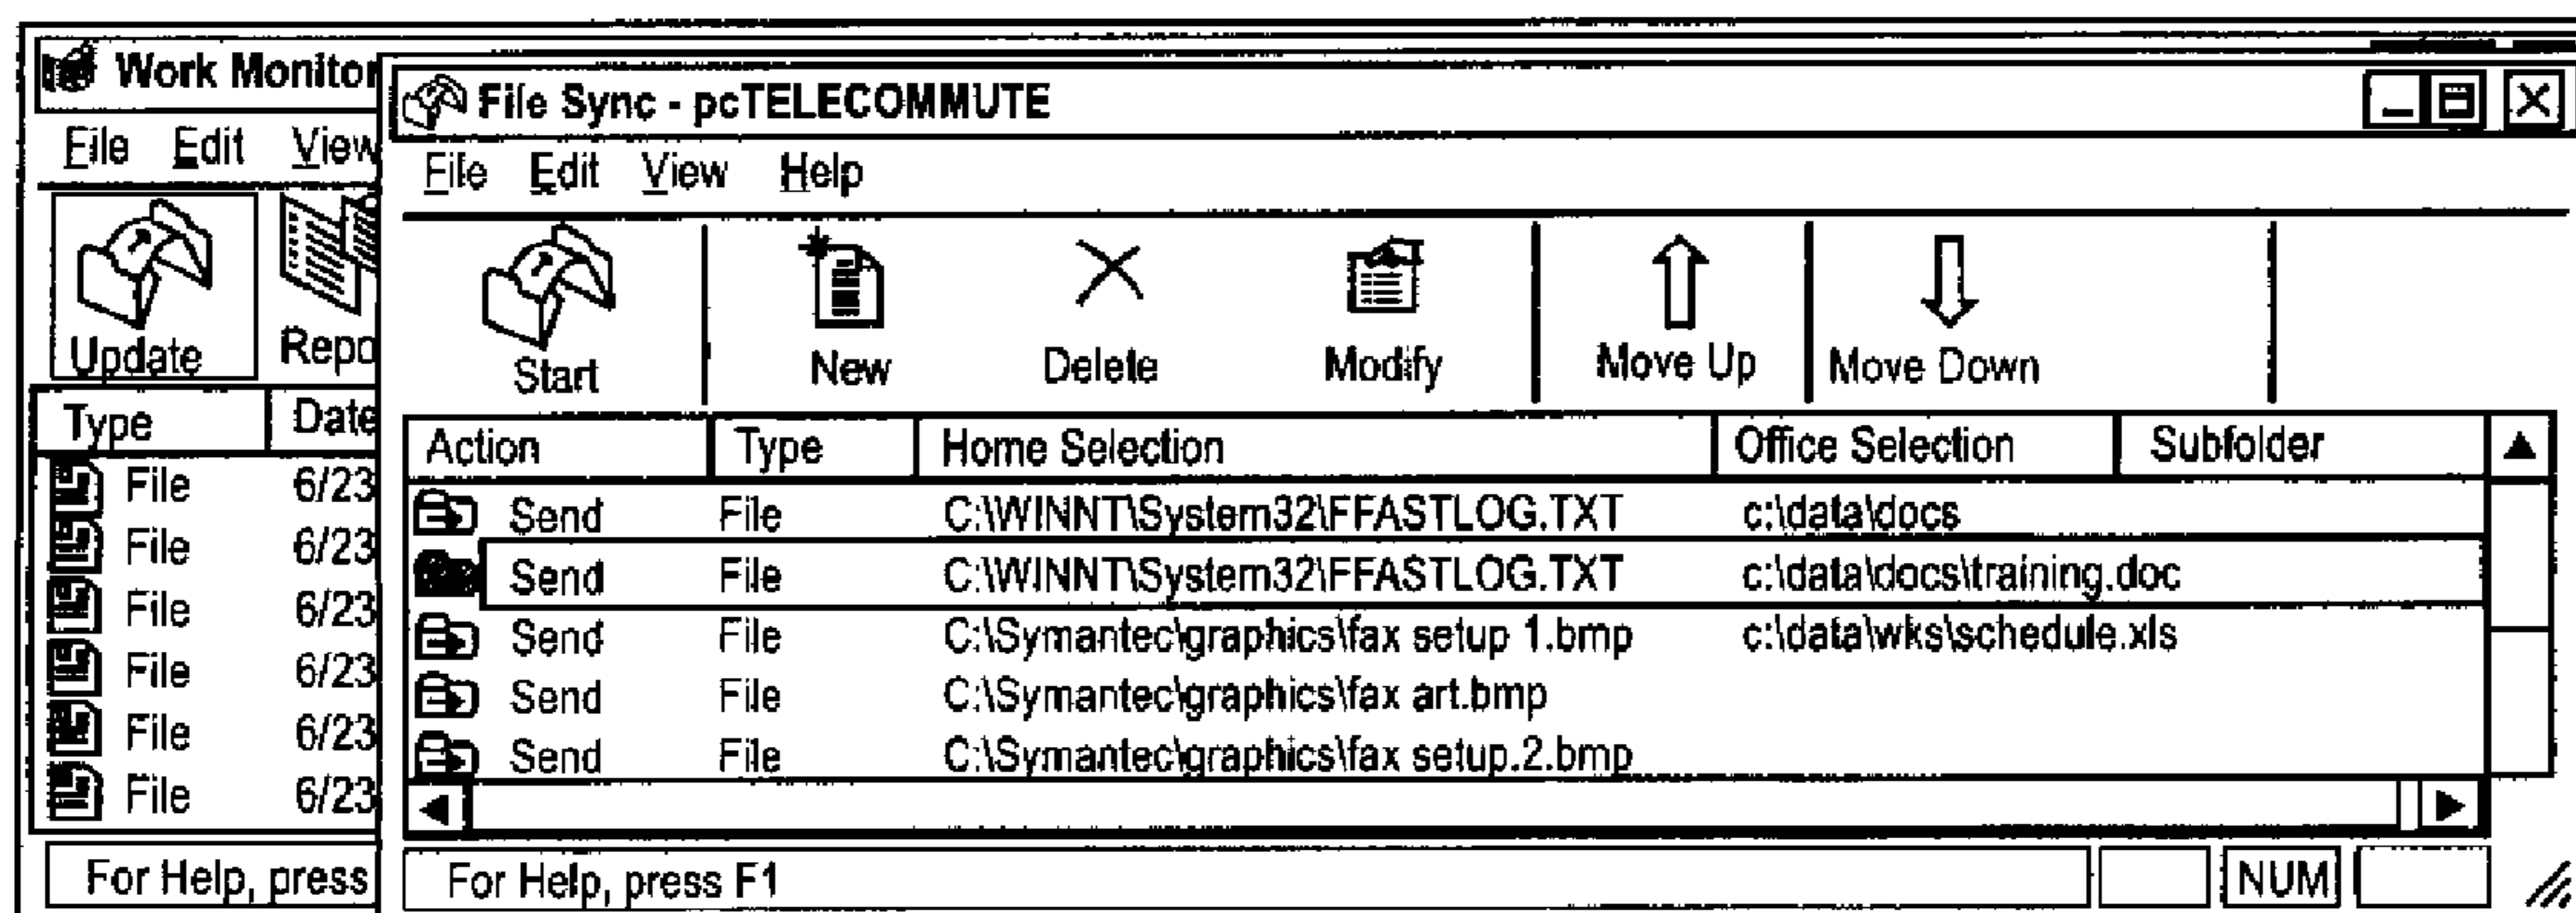 Work Monitor
File Edit View
Update
Type Date
File 6/23
File 6/23
File 6/23
File 6/23
File 6/23
File 6/23
For Help, press
File Sync - pcTELECOMMUTE
File Edit View Help
Start New Delete Modify Move Up Move Down
Action Type Home Selection Office Selection Subfolder
Send File C:\WINNT\System32\FFASTLOG.TXT c:\data\docs
Send File C:\WINNT\System32\FFASTLOG.TXT c:\data\docs\training.doc
Send File C:\Symantec\graphics\fax setup 1.bmp c:\data\wks\schedule.xls
Send File C:\Symantec\graphics\fax art.bmp
Send File C:\Symantec\graphics\fax setup.2.bmp
For Help, press F1 NUM